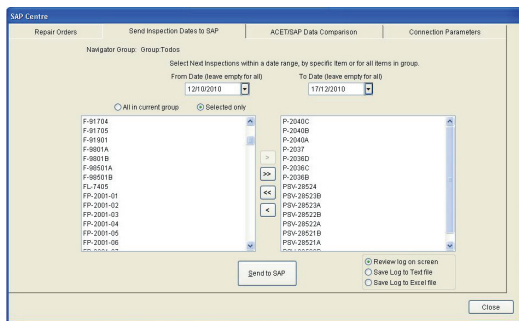 SAP Centre
Repair Orders
Send Inspection Dates to SAP
ACET/SAP Data Comparison
Connection Parameters
Navigator Group: Group:Todos
Select Next Inspections within a date range, by specific item or for all items in group.
From Date (leave empty for all)
To Date (leave empty for all)
12/10/2010
17/12/2010
All in current group
Selected only
F-91704
F-91705
F-91901
F-9801A
F-9801B
F-98501A
F-98501B
FL-7405
FP-2001-01
FP-2001-02
FP-2001-03
FP-2001-04
FP-2001-05
FP-2001-06
FP-2001-07
>
>>
<<
<
P-2040C
P-2040B
P-2040A
P-2037
P-2036D
P-2036C
P-2036B
PSV-28524
PSV-28523B
PSV-28523A
PSV-28522B
PSV-28522A
PSV-28521B
PSV-28521A
Send to SAP
Review log on screen
Save Log to Text file
Save Log to Excel file
Close